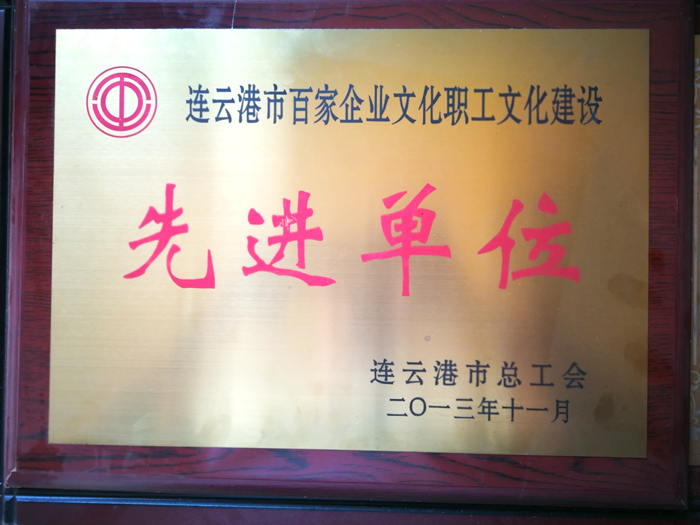 连云港市百家企业文化职工文化建设
先进单位
连云港市总工会
二〇一三年十一月